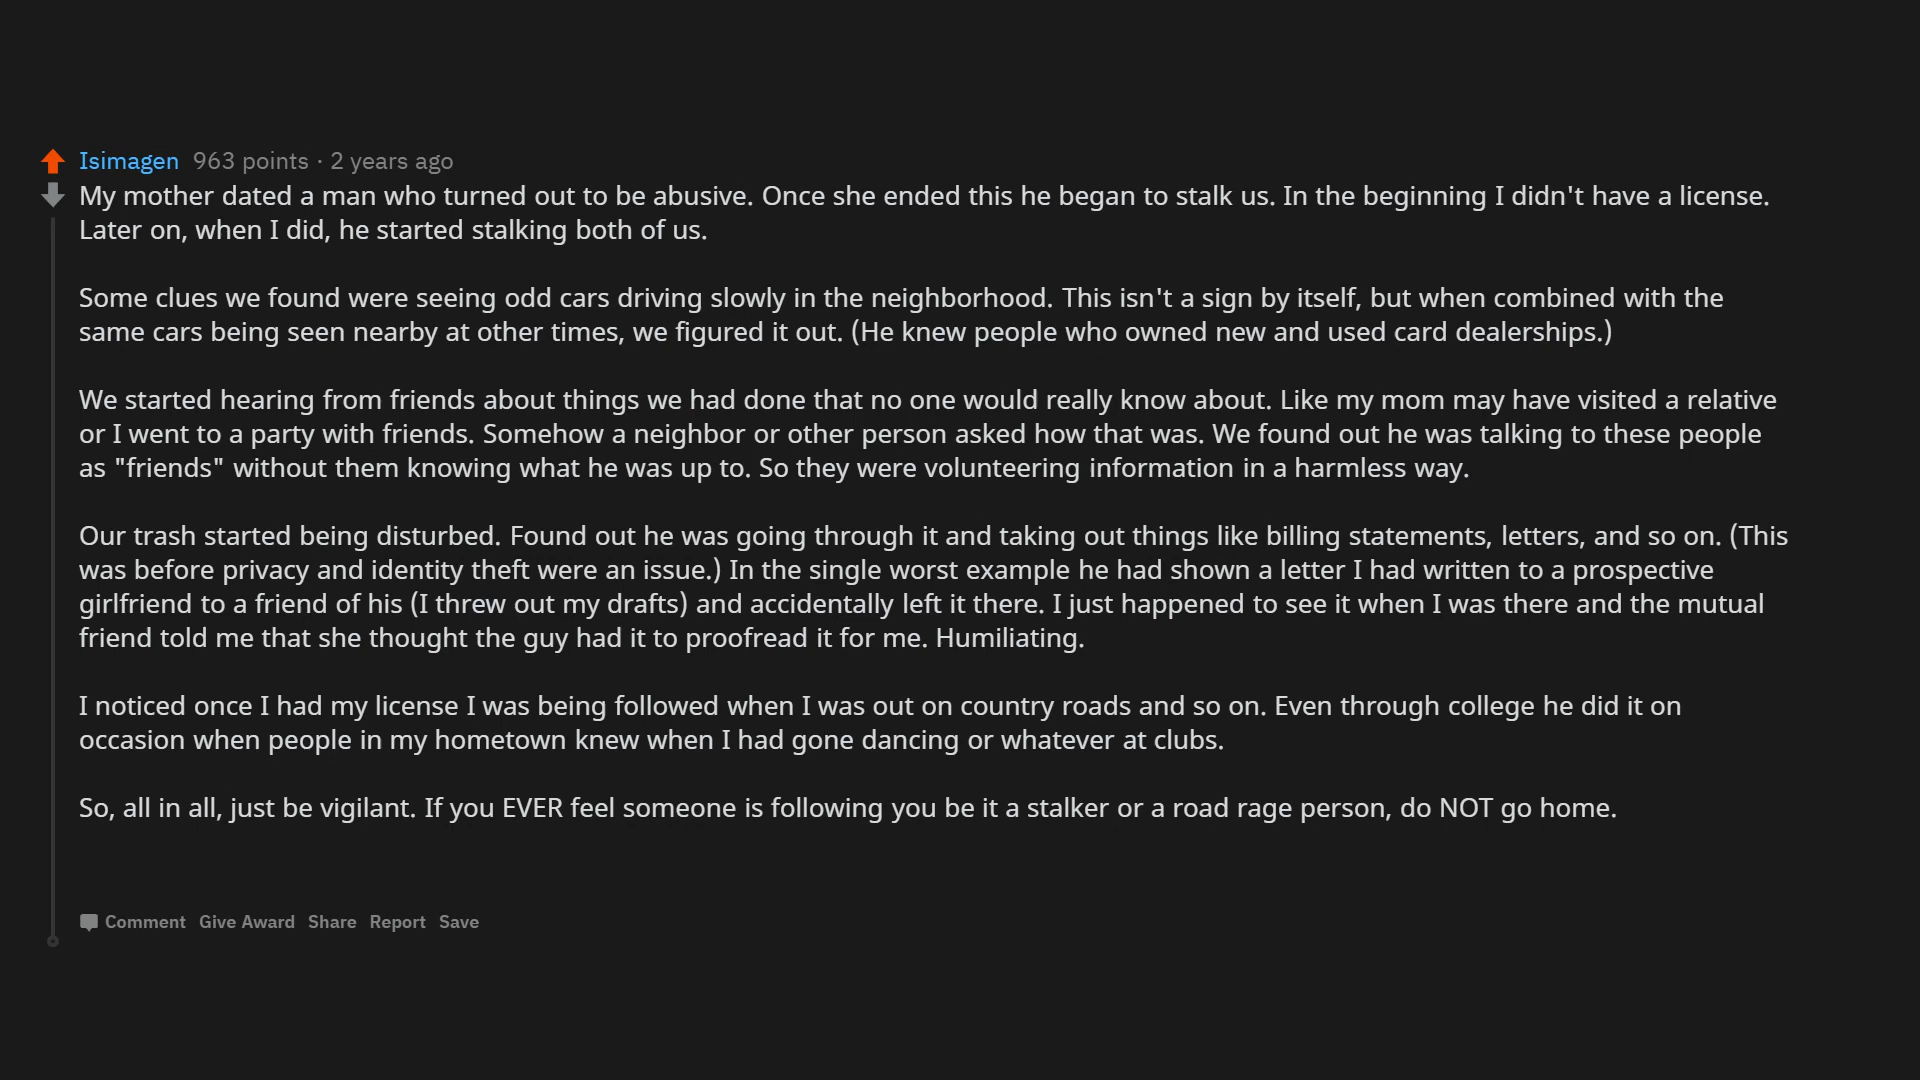 Isimagen 963 points · 2 years ago
My mother dated a man who turned out to be abusive. Once she ended this he began to stalk us. In the beginning I didn't have a license.
Later on, when I did, he started stalking both of us.
Some clues we found were seeing odd cars driving slowly in the neighborhood. This isn't a sign by itself, but when combined with the
same cars being seen nearby at other times, we figured it out. (He knew people who owned new and used card dealerships.)
We started hearing from friends about things we had done that no one would really know about. Like my mom may have visited a relative
or I went to a party with friends. Somehow a neighbor or other person asked how that was. We found out he was talking to these people
as "friends" without them knowing what he was up to. So they were volunteering information in a harmless way.
Our trash started being disturbed. Found out he was going through it and taking out things like billing statements, letters, and so on. (This
was before privacy and identity theft were an issue.) In the single worst example he had shown a letter I had written to a prospective
girlfriend to a friend of his (I threw out my drafts) and accidentally left it there. I just happened to see it when I was there and the mutual
friend told me that she thought the guy had it to proofread it for me. Humiliating.
I noticed once I had my license I was being followed when I was out on country roads and so on. Even through college he did it on
occasion when people in my hometown knew when I had gone dancing or whatever at clubs.
So, all in all, just be vigilant. If you EVER feel someone is following you be it a stalker or a road rage person, do NOT go home.
Comment Give Award Share Report Save